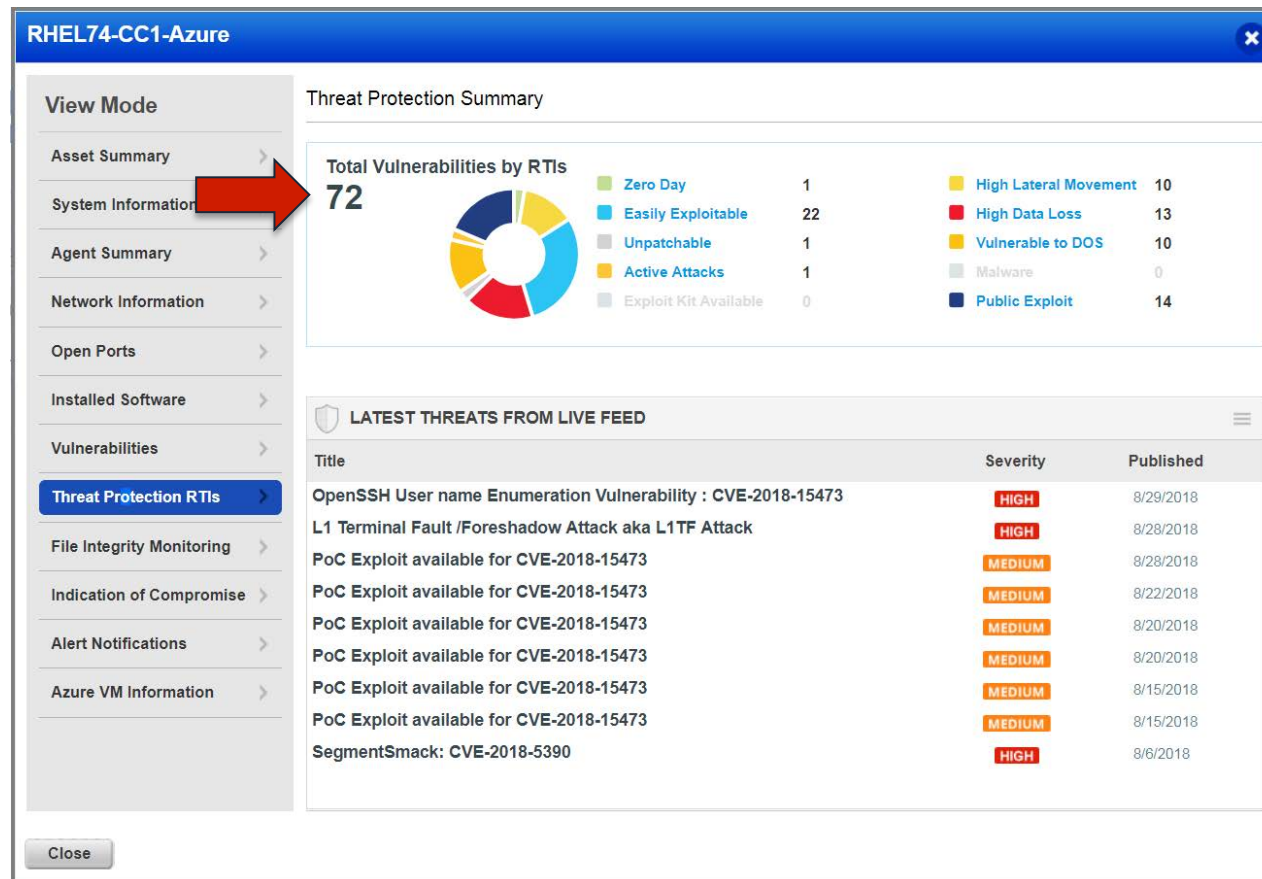 RHEL74-CC1-Azure
View Mode
Asset Summary
System Information
Agent Summary
Network Information
Open Ports
Installed Software
Vulnerabilities
Threat Protection RTIs
File Integrity Monitoring
Indication of Compromise
Alert Notifications
Azure VM Information
Threat Protection Summary
Total Vulnerabilities by RTIs
72
Zero Day 1
Easily Exploitable 22
Unpatchable 1
Active Attacks 1
Exploit Kit Available 0
High Lateral Movement 10
High Data Loss 13
Vulnerable to DOS 10
Malware 0
Public Exploit 14
LATEST THREATS FROM LIVE FEED
Title Severity Published
OpenSSH User name Enumeration Vulnerability : CVE-2018-15473 HIGH 8/29/2018
L1 Terminal Fault /Foreshadow Attack aka L1TF Attack HIGH 8/28/2018
PoC Exploit available for CVE-2018-15473 MEDIUM 8/28/2018
PoC Exploit available for CVE-2018-15473 MEDIUM 8/22/2018
PoC Exploit available for CVE-2018-15473 MEDIUM 8/20/2018
PoC Exploit available for CVE-2018-15473 MEDIUM 8/20/2018
PoC Exploit available for CVE-2018-15473 MEDIUM 8/15/2018
PoC Exploit available for CVE-2018-15473 MEDIUM 8/15/2018
SegmentSmack: CVE-2018-5390 HIGH 8/6/2018
Close